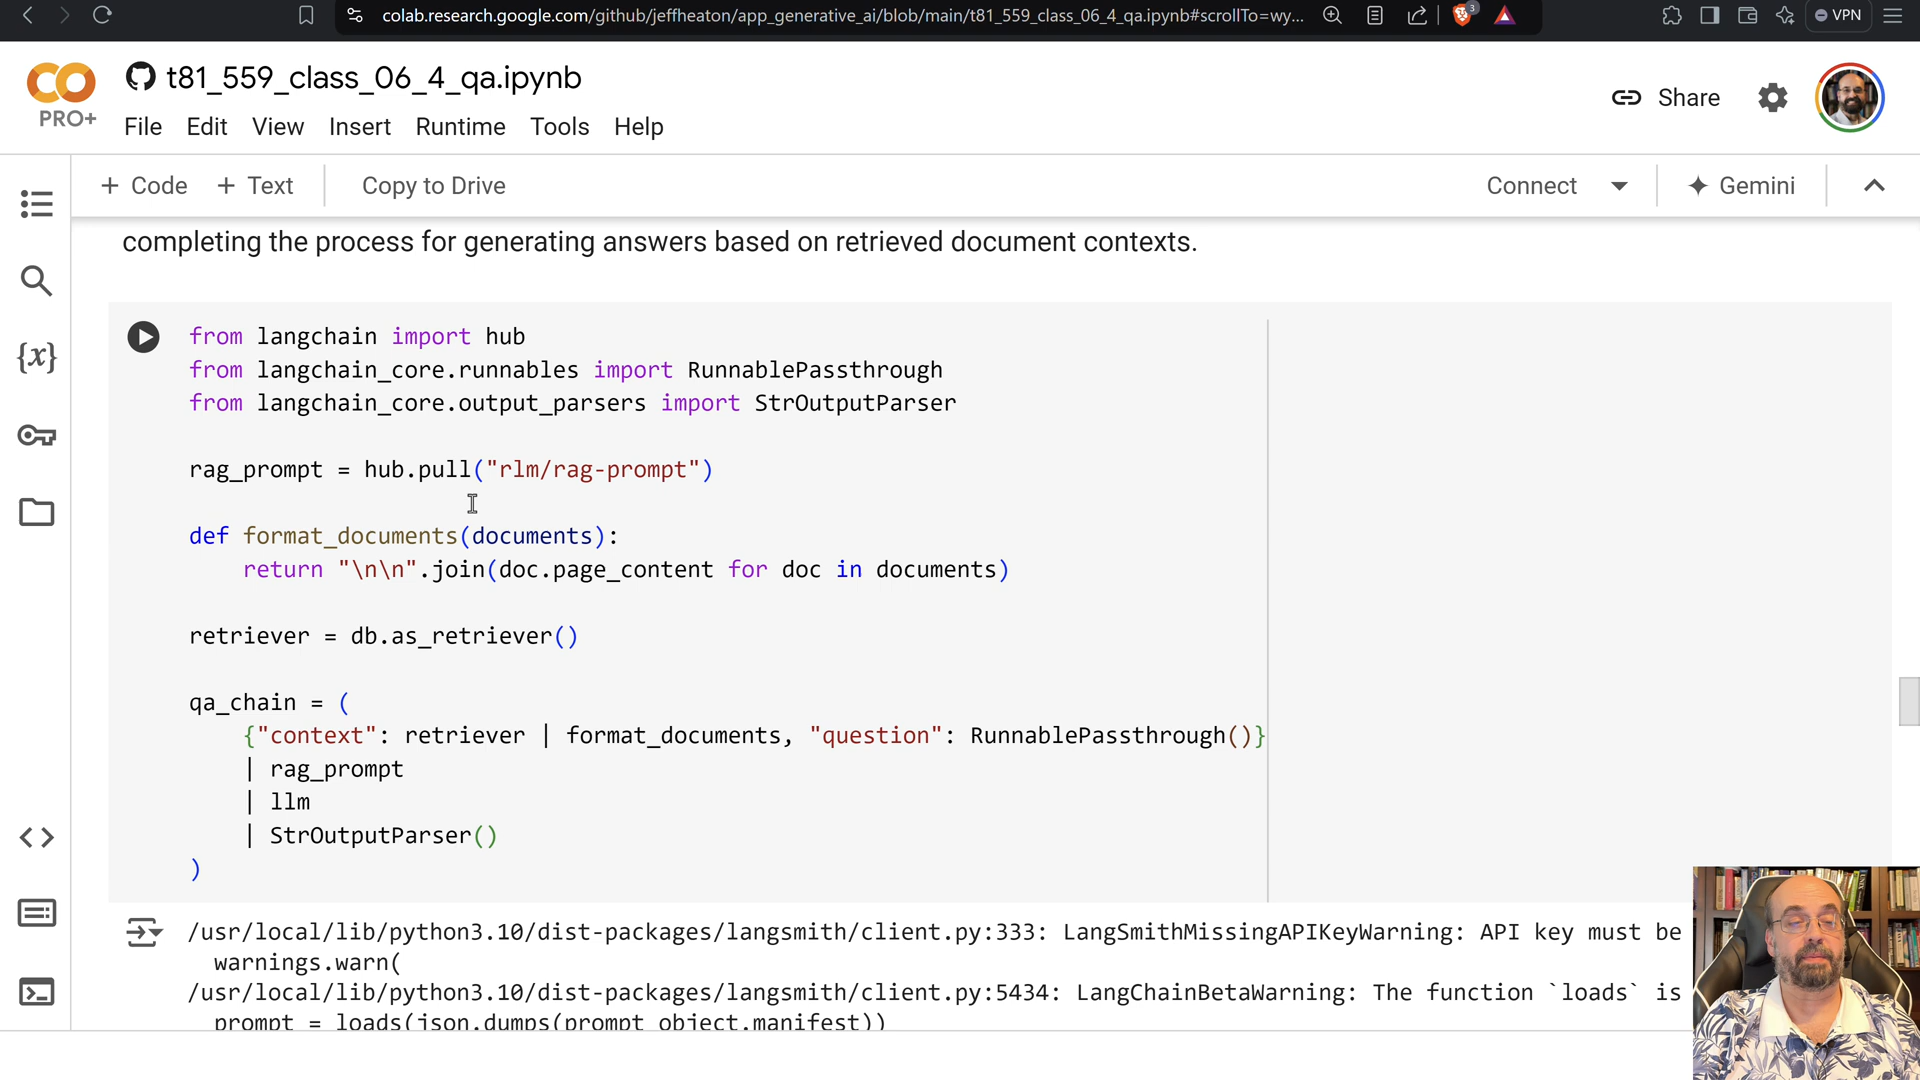 colab.research.google.com/github/jeffheaton/app_generative_ai/blob/main/t81_559_class_06_4_qa.ipynb#scrollTo=wy...
3
VPN
CO
PRO+
t81_559_class_06_4_qa.ipynb
File Edit View Insert Runtime Tools Help
Share
+ Code + Text Copy to Drive
Connect Gemini
completing the process for generating answers based on retrieved document contexts.
{x}
from langchain import hub
from langchain_core.runnables import RunnablePassthrough
from langchain_core.output_parsers import StrOutputParser
rag_prompt = hub.pull("rlm/rag-prompt")
def format_documents(documents):
return "\n\n".join(doc.page_content for doc in documents)
retriever = db.as_retriever()
qa_chain = (
{"context": retriever | format_documents, "question": RunnablePassthrough()}
| rag_prompt
| llm
| StrOutputParser()
)
/usr/local/lib/python3.10/dist-packages/langsmith/client.py:333: LangSmithMissingAPIKeyWarning: API key must be
warnings.warn(
/usr/local/lib/python3.10/dist-packages/langsmith/client.py:5434: LangChainBetaWarning: The function `loads` is
prompt = loads(json.dumps(prompt_object.manifest))